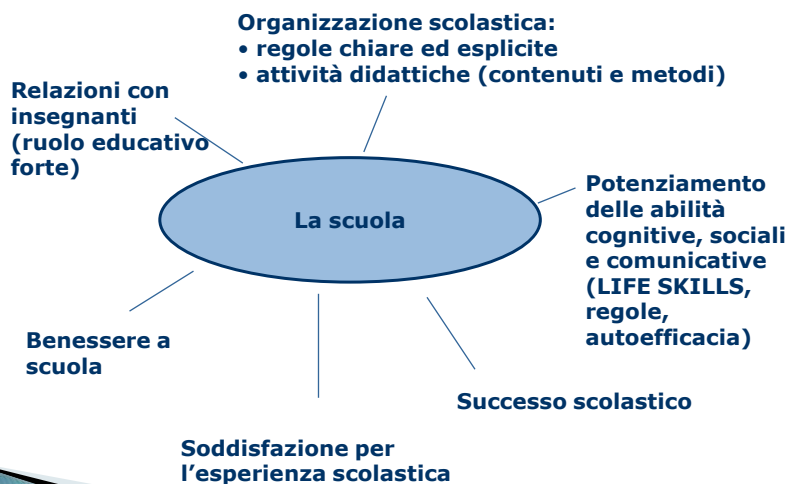 Organizzazione scolastica:
• regole chiare ed esplicite
• attività didattiche (contenuti e metodi)
Relazioni con
insegnanti
(ruolo educativo
forte)
La scuola
Potenziamento
delle abilità
cognitive, sociali
e comunicative
(LIFE SKILLS,
regole,
autoefficacia)
Benessere a
scuola
Successo scolastico
Soddisfazione per
l'esperienza scolastica